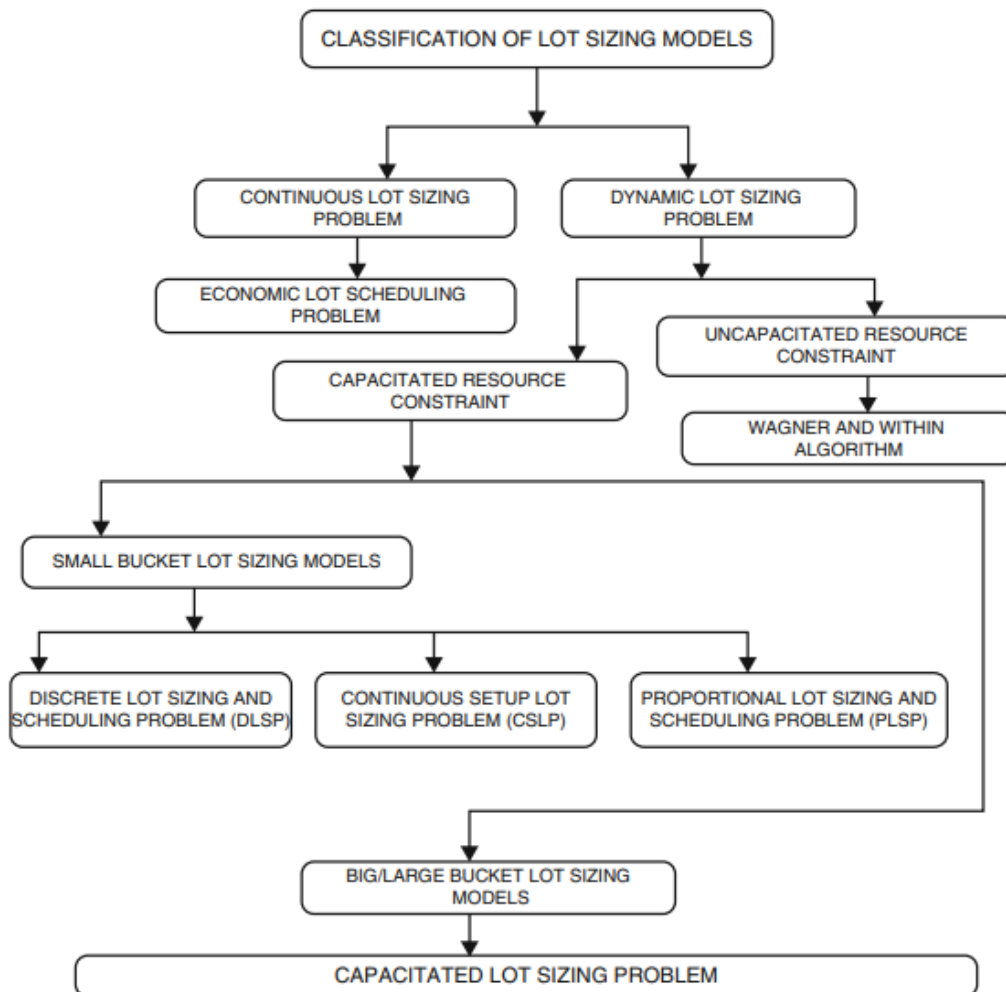 CLASSIFICATION OF LOT SIZING MODELS
CONTINUOUS LOT SIZING
PROBLEM
DYNAMIC LOT SIZING
PROBLEM
ECONOMIC LOT SCHEDULING
PROBLEM
UNCAPACITATED RESOURCE
CONSTRAINT
CAPACITATED RESOURCE
CONSTRAINT
WAGNER AND WITHIN
ALGORITHM
SMALL BUCKET LOT SIZING MODELS
DISCRETE LOT SIZING AND
SCHEDULING PROBLEM (DLSP)
CONTINUOUS SETUP LOT
SIZING PROBLEM (CSLP)
PROPORTIONAL LOT SIZING AND
SCHEDULING PROBLEM (PLSP)
BIG/LARGE BUCKET LOT SIZING
MODELS
CAPACITATED LOT SIZING PROBLEM